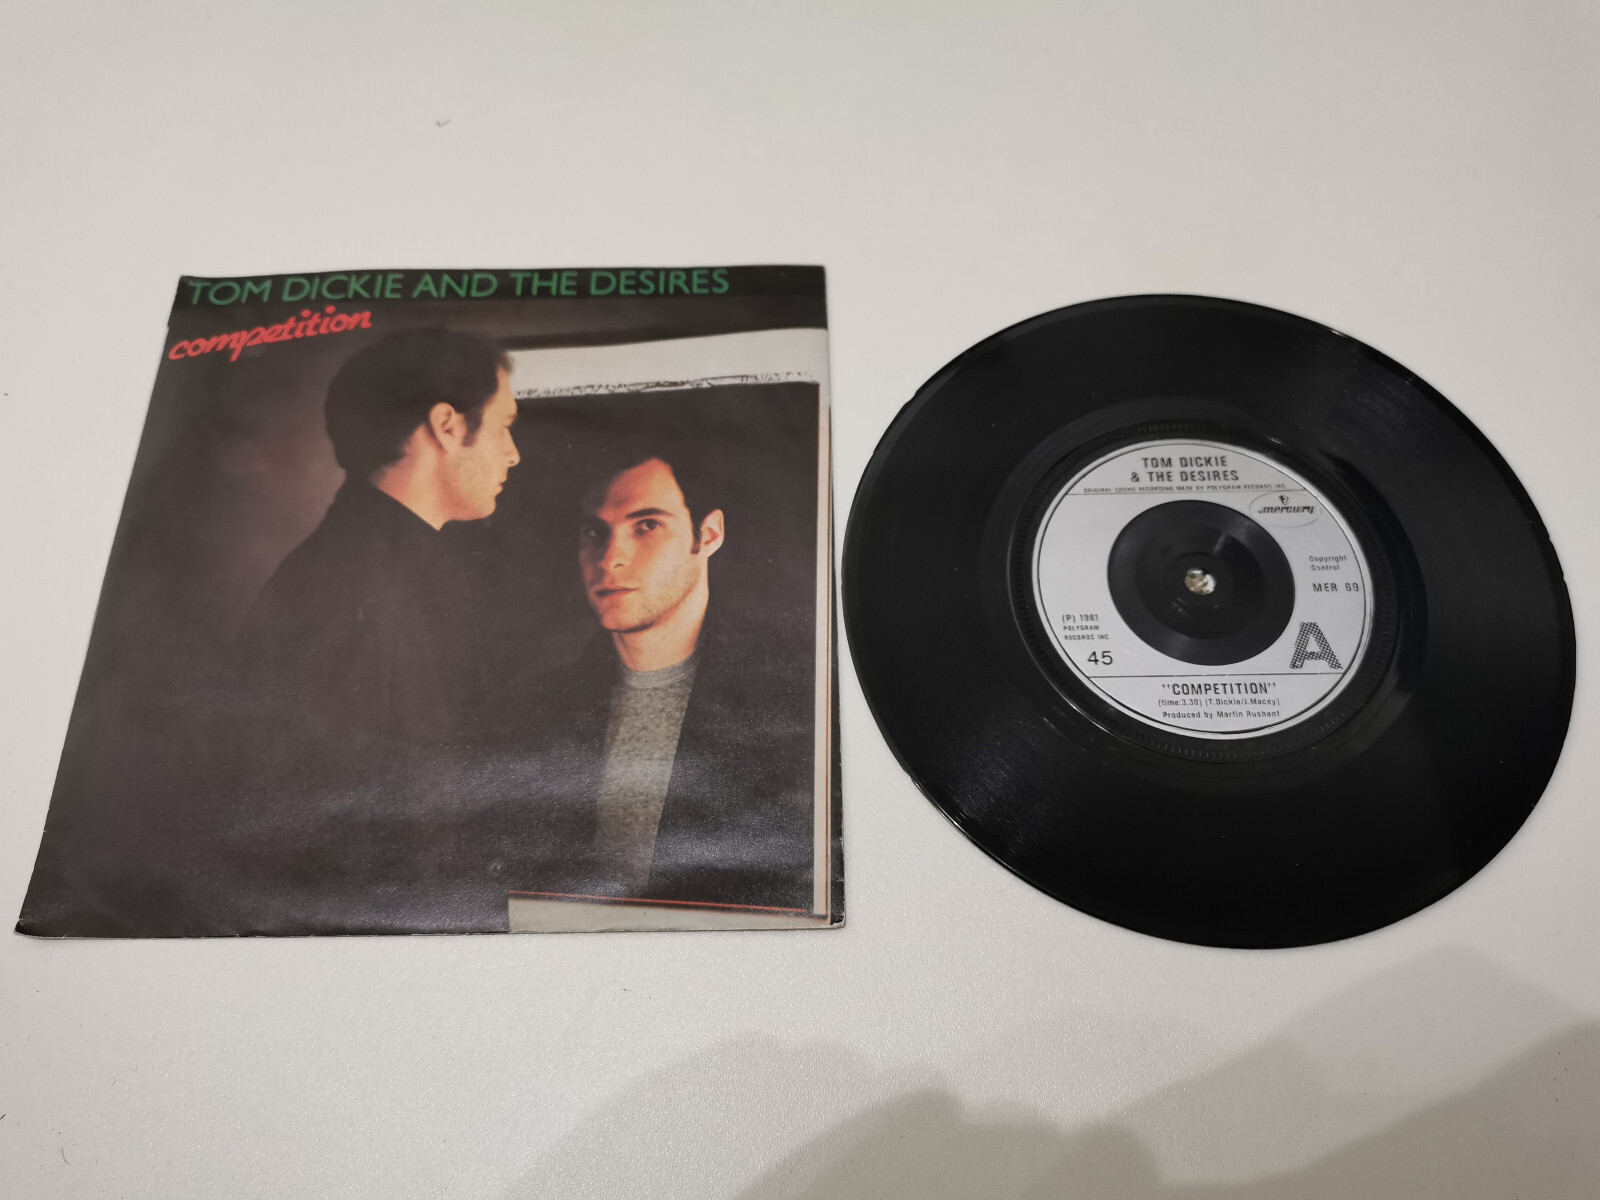 TOM DICKIE AND THE DESIRES
competition
TOM DICKIE
& THE DESIRES
ORIGINAL SOUND RECORDING MADE BY POLYGRAM RECORDS INC.
mercury
Copyright
Control
MER 89
(P) 1981
POLYGRAM
RECORDS INC.
45
A
"COMPETITION"
(time:3.30) (T.Dickie/J.Macey)
Produced by Martin Rushent